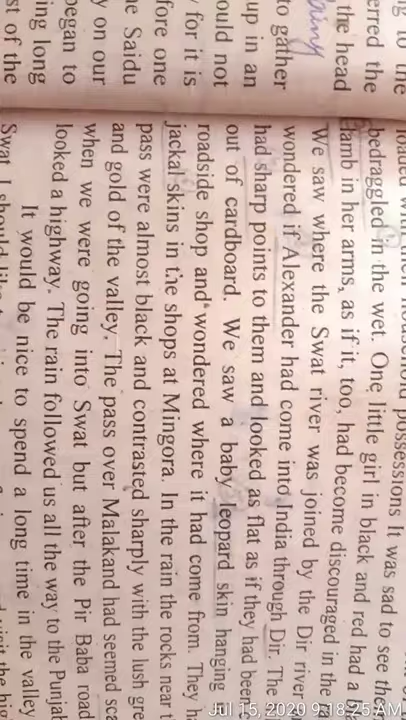 ng to the
erred the
the head
rainy
to gather
up in an
ould not
for it is
fore one
he Saidu
y on our
began to
ing long
st of the
possessions. It was sad to see the
bedraggled in the wet. One little girl in black and red had a
lamb in her arms, as if it, too, had become discouraged in the
We saw where the Swat river was joined by the Dir river
wondered if Alexander had come into India through Dir. The
had sharp points to them and looked as flat as if they had been
out of cardboard. We saw a baby leopard skin hanging
roadside shop and wondered where it had come from. They
jackal skins in the shops at Mingora. In the rain the rocks near
pass were almost black and contrasted sharply with the lush gre
and gold of the valley. The pass over Malakand had seemed sca
when we were going into Swat but after the Pir Baba road
looked a highway. The rain followed us all the way to the Punjab
It would be nice to spend a long time in the valley
Swat. I should like
Jul 15, 2020 9:18:25 AM